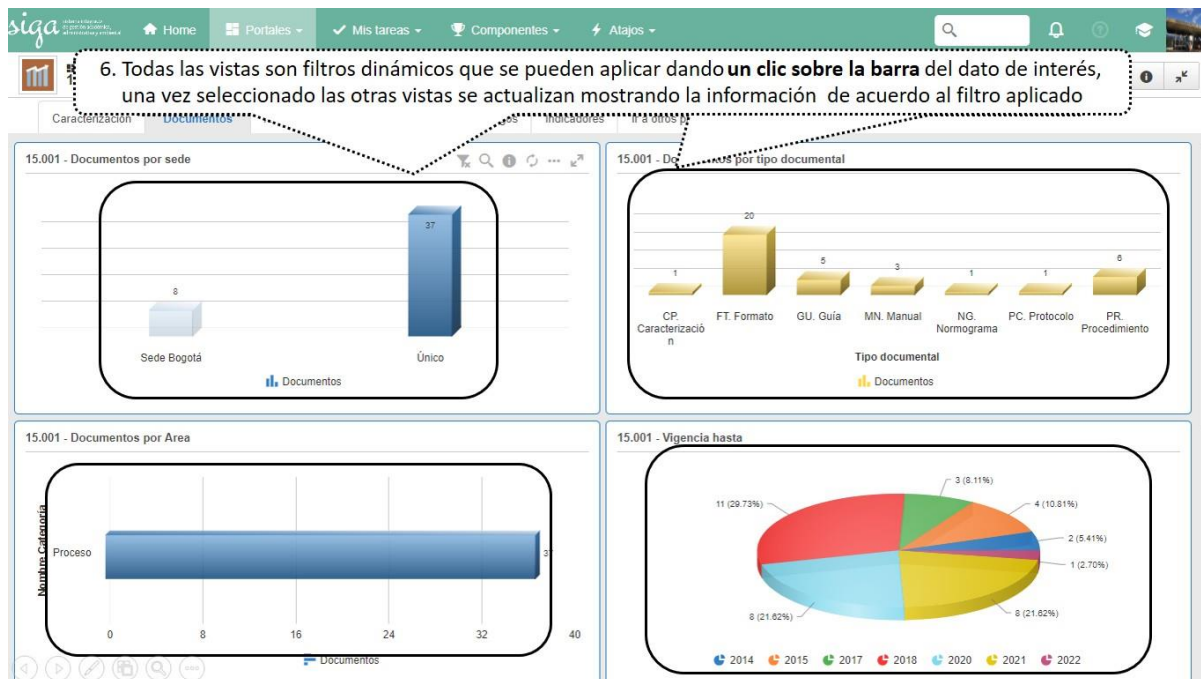 siga
Home
Portales
Mis tareas
Componentes
Atajos
6. Todas las vistas son filtros dinámicos que se pueden aplicar dando un clic sobre la barra del dato de interés,
una vez seleccionado las otras vistas se actualizan mostrando la información de acuerdo al filtro aplicado
Caracterización
Documentos
Indicadores
Ir a otros
15.001 - Documentos por sede
37
8
Sede Bogotá
Único
Documentos
15.001 - Documentos por tipo documental
1
20
5
3
1
1
6
CP.
Caracterizació
n
FT. Formato
GU. Guía
MN. Manual
NG.
Normograma
PC. Protocolo
PR.
Procedimiento
Tipo documental
Documentos
15.001 - Documentos por Area
Nombre Categoría
Proceso
37
0
8
16
24
32
40
Documentos
15.001 - Vigencia hasta
3 (8.11%)
11 (29.73%)
4 (10.81%)
2 (5.41%)
1 (2.70%)
8 (21.62%)
8 (21.62%)
2014
2015
2017
2018
2020
2021
2022